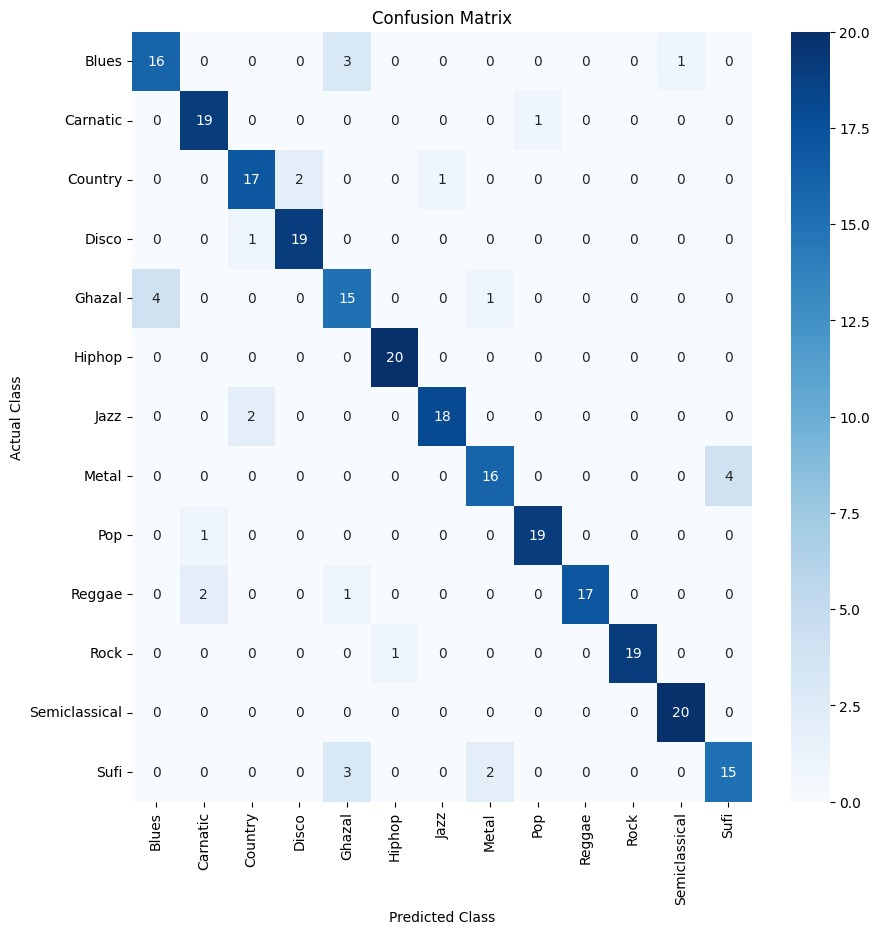 Confusion Matrix
Blues 16 0 0 0 3 0 0 0 0 0 0 1 0
Carnatic 0 19 0 0 0 0 0 0 1 0 0 0 0
Country 0 0 17 2 0 0 1 0 0 0 0 0 0
Disco 0 0 1 19 0 0 0 0 0 0 0 0 0
Ghazal 4 0 0 0 15 0 0 1 0 0 0 0 0
Hiphop 0 0 0 0 0 20 0 0 0 0 0 0 0
Jazz 0 0 2 0 0 0 18 0 0 0 0 0 0
Metal 0 0 0 0 0 0 0 16 0 0 0 0 4
Pop 0 1 0 0 0 0 0 0 19 0 0 0 0
Reggae 0 2 0 0 1 0 0 0 0 17 0 0 0
Rock 0 0 0 0 0 1 0 0 0 0 19 0 0
Semiclassical 0 0 0 0 0 0 0 0 0 0 0 20 0
Sufi 0 0 0 0 3 0 0 2 0 0 0 0 15
Blues Carnatic Country Disco Ghazal Hiphop Jazz Metal Pop Reggae Rock Semiclassical Sufi
Predicted Class
Actual Class
20.0
17.5
15.0
12.5
10.0
7.5
5.0
2.5
0.0